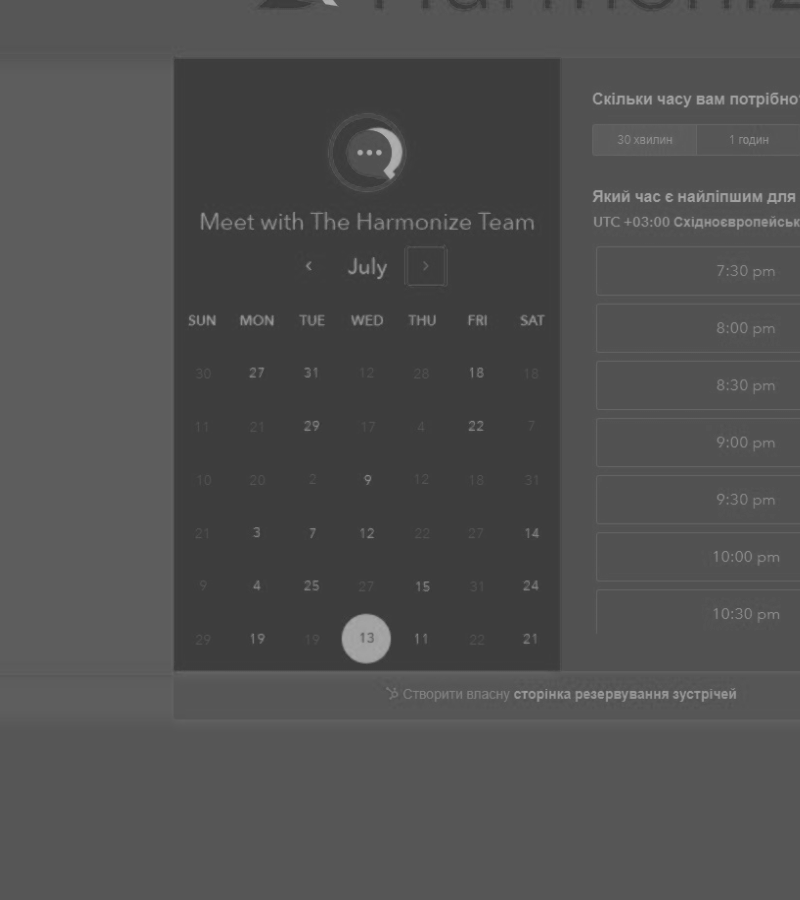 Meet with The Harmonize Team
‹ July ›
SUN MON TUE WED THU FRI SAT
30 27 31 12 28 18 18
11 21 29 17 4 22 7
10 20 2 9 12 18 31
21 3 7 12 22 27 14
9 4 25 27 15 31 24
29 19 19 13 11 22 21
Скільки часу вам
30 хвилин 1 годин
Який час є найліпшим для
UTC +03:00
7:30 pm
8:00 pm
8:30 pm
9:00 pm
9:30 pm
10:00 pm
10:30 pm
Створити власну сторінка резервування зустрічей